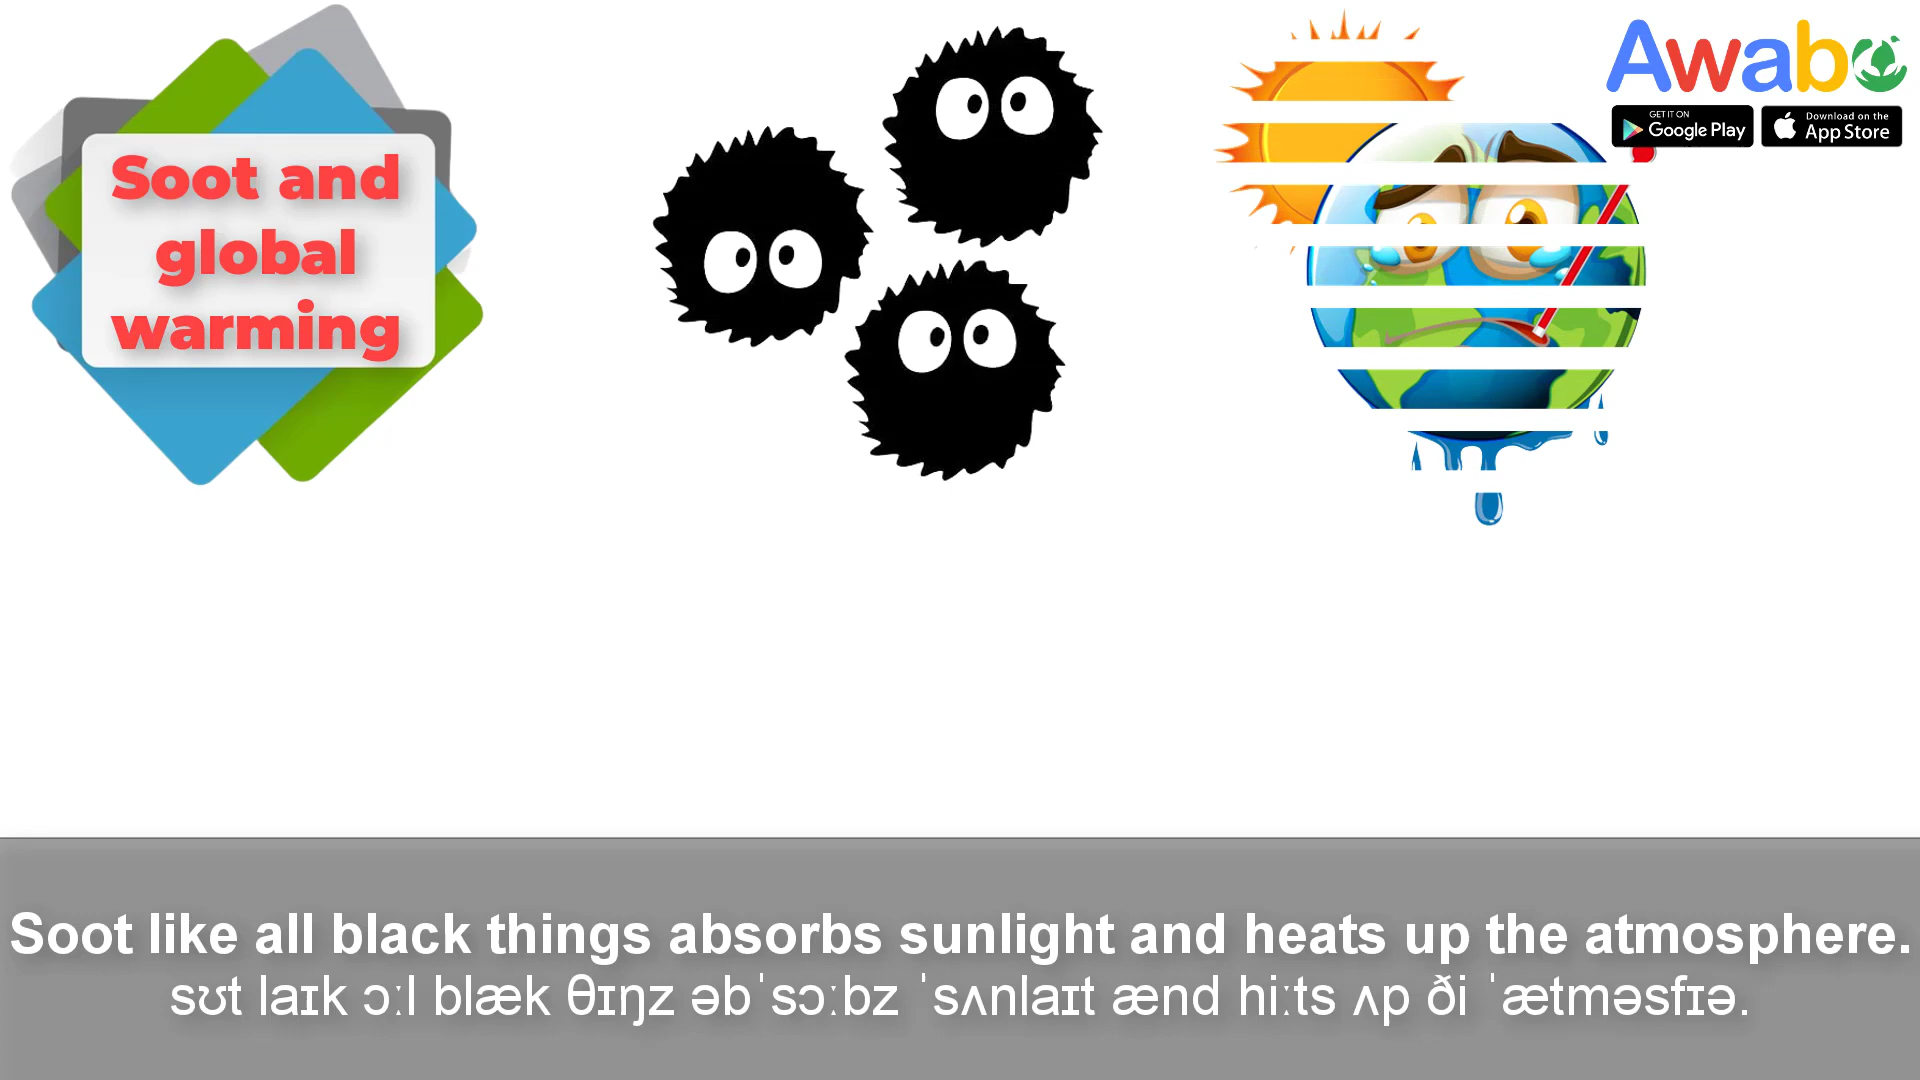 Soot and
global
warming
Awabe
GET IT ON
Google Play
Download on the
App Store
Soot like all black things absorbs sunlight and heats up the atmosphere.
sʊt laɪk ɔːl blæk θɪŋz əbˈsɔːbz ˈsʌnlaɪt ænd hiːts ʌp ði ˈætməsfɪə.